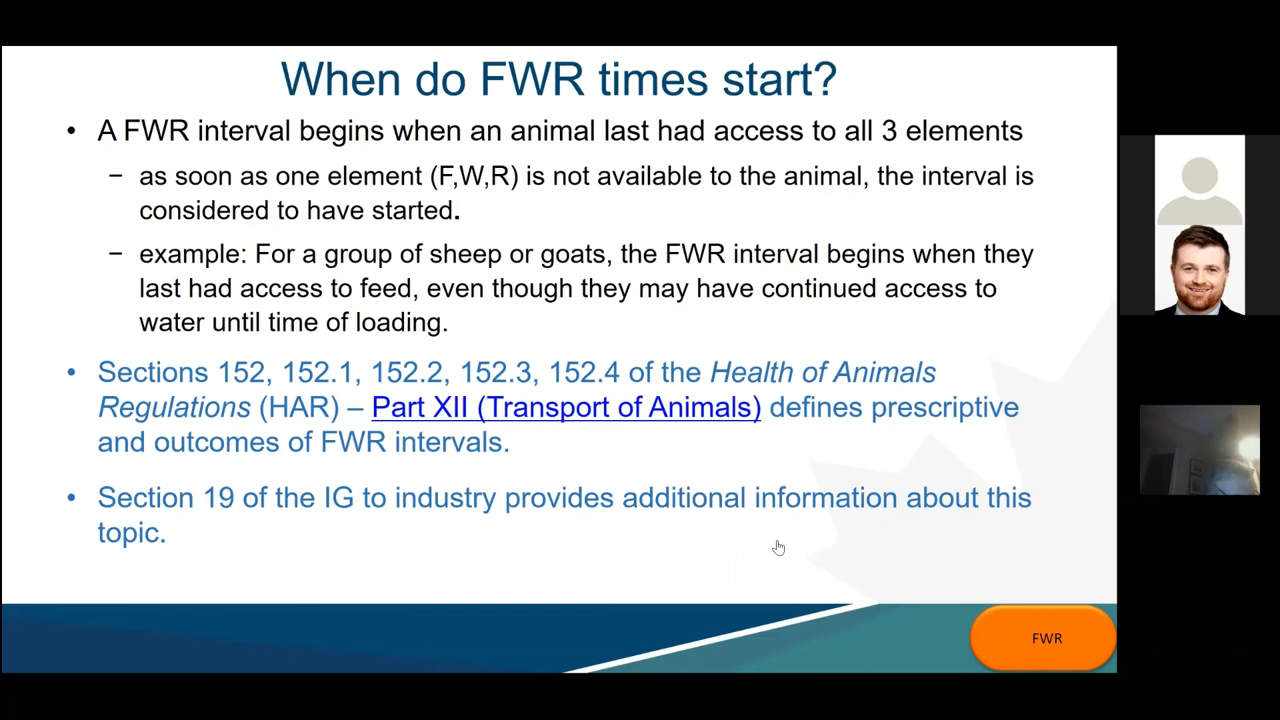 When do FWR times start?
• A FWR interval begins when an animal last had access to all 3 elements
− as soon as one element (F,W,R) is not available to the animal, the interval is
considered to have started.
− example: For a group of sheep or goats, the FWR interval begins when they
last had access to feed, even though they may have continued access to
water until time of loading.
• Sections 152, 152.1, 152.2, 152.3, 152.4 of the Health of Animals
Regulations (HAR) – Part XII (Transport of Animals) defines prescriptive
and outcomes of FWR intervals.
• Section 19 of the IG to industry provides additional information about this
topic.
FWR